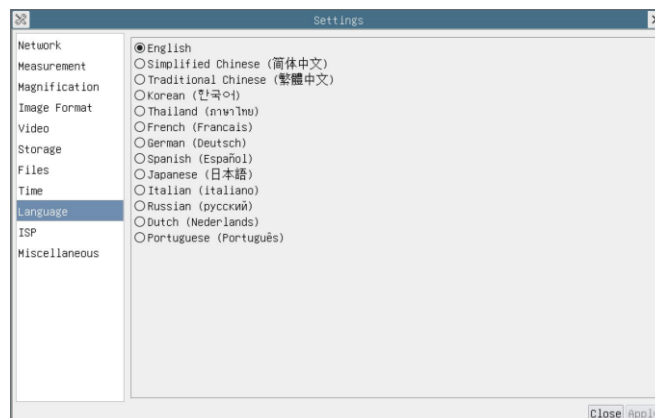 Settings
Network
Measurement
Magnification
Image Format
Video
Storage
Files
Time
Language
ISP
Miscellaneous
English
Simplified Chinese (简体中文)
Traditional Chinese (繁體中文)
Korean (한국어)
Thailand (ภาษาไทย)
French (Francais)
German (Deutsch)
Spanish (Español)
Japanese (日本語)
Italian (italiano)
Russian (русский)
Dutch (Nederlands)
Portuguese (Português)
Close Apply